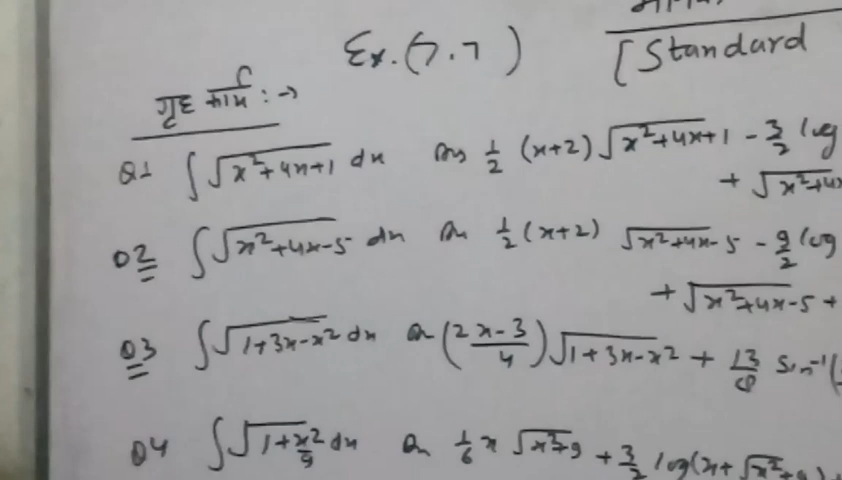 Ex. (7.7)
[Standard
मान :→
Q1 ∫√x²+4x+1 dx Ans 1/2 (x+2) √x²+4x+1 - 3/2 log
+ √x²+4x
Q2 ∫√x²+4x-5 dx An 1/2 (x+2) √x²+4x-5 - 9/2 log
+ √x²+4x-5 +
Q3 ∫√1+3x-x² dx An (2x-3/4) √1+3x-x² + 13/8 Sin⁻¹(
Q4 ∫√1+x²/9 dx An 1/6 x √x²+9 + 3/2 log(x+√x²+9)